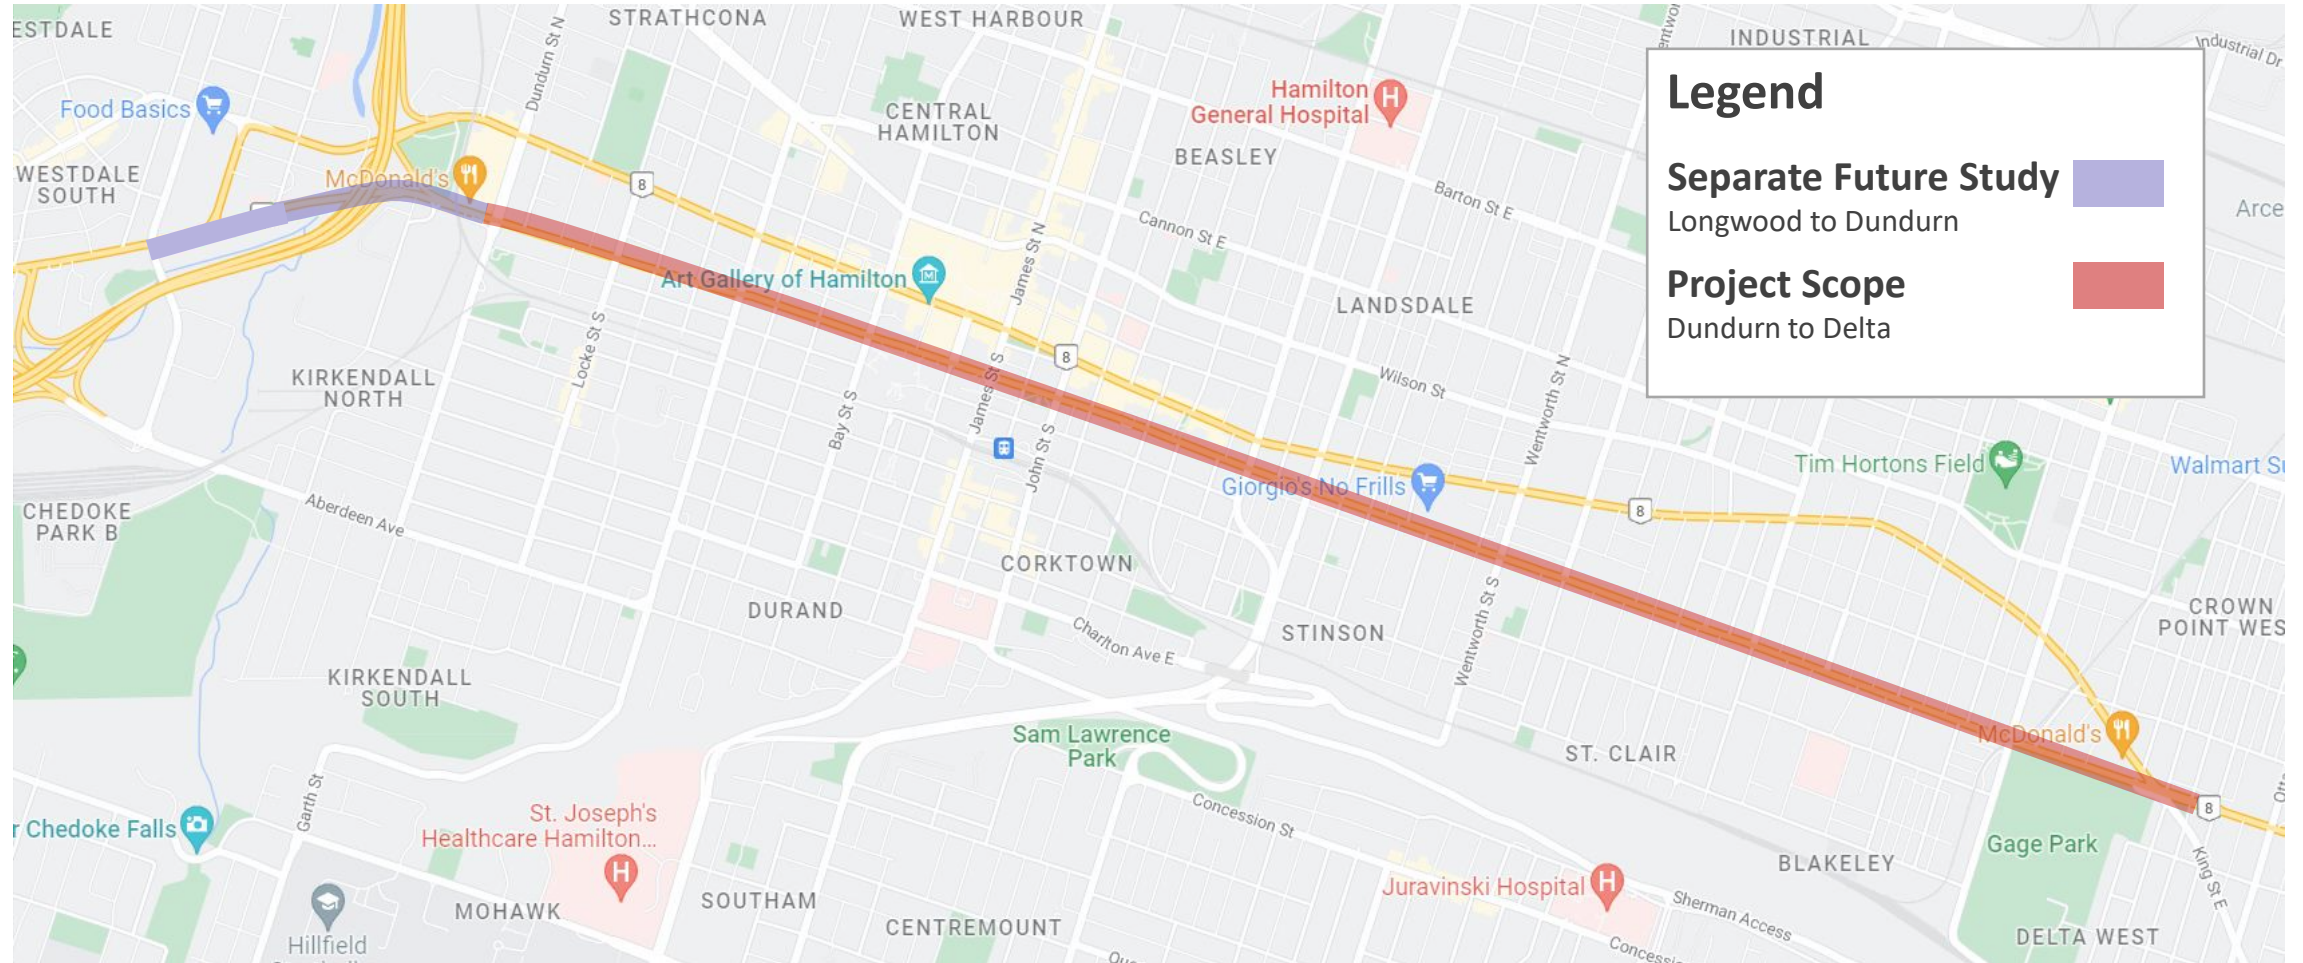 ESTDALE
STRATHCONA
WEST HARBOUR
INDUSTRIAL
Industrial Dr
Dundurn St N
Food Basics
CENTRAL
HAMILTON
Hamilton
General Hospital
BEASLEY
Legend
Separate Future Study
Longwood to Dundurn
Project Scope
Dundurn to Delta
WESTDALE
SOUTH
McDonald's
8
Barton St E
Arce
Cannon St E
James St N
Art Gallery of Hamilton
LANDSDALE
8
Locke St S
KIRKENDALL
NORTH
James St S
Bay St S
John St S
Wilson St
Wentworth St N
Giorgio's No Frills
8
Tim Hortons Field
Walmart Su
CHEDOKE
PARK B
Aberdeen Ave
CORKTOWN
DURAND
Charlton Ave E
STINSON
Wentworth St S
CROWN
POINT WES
KIRKENDALL
SOUTH
Sam Lawrence
Park
ST. CLAIR
McDonald's
8
Garth St
r Chedoke Falls
St. Joseph's
Healthcare Hamilton...
Concession St
Gage Park
King St E
BLAKELEY
Juravinski Hospital
Sherman Access
MOHAWK
SOUTHAM
CENTREMOUNT
Hillfield
DELTA WEST